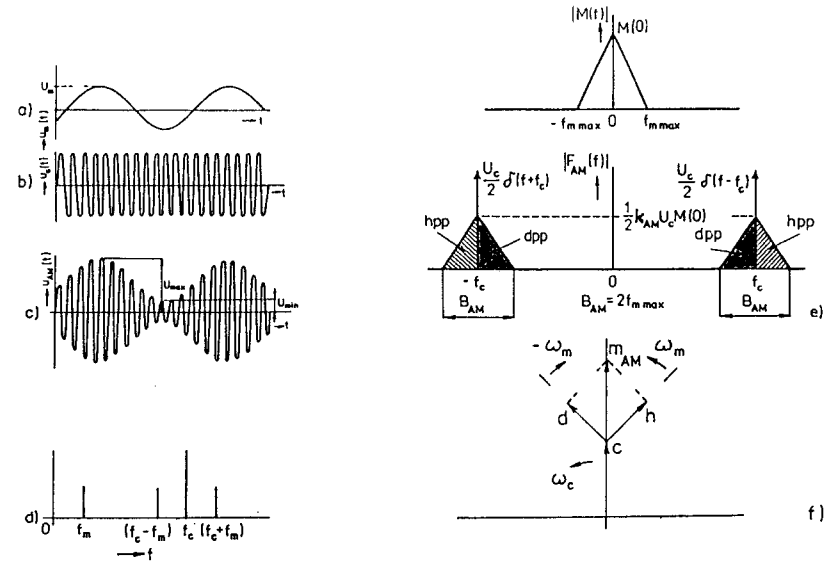 U_m
a) u_m(t) t
b) u_c(t) t
c) u_AM(t) U_max U_min t
d) 0 f_m (f_c-f_m) f_c (f_c+f_m)
f
|M(f)| M(0)
-f_m max 0 f_m max
|F_AM(f)|
U_c/2 δ(f+f_c) U_c/2 δ(f-f_c)
1/2 k_AM U_c M(0)
hpp dpp dpp hpp
-f_c 0 f_c
B_AM B_AM=2f_m max B_AM e)
-ω_m m_AM ω_m
d h
c
ω_c
f)